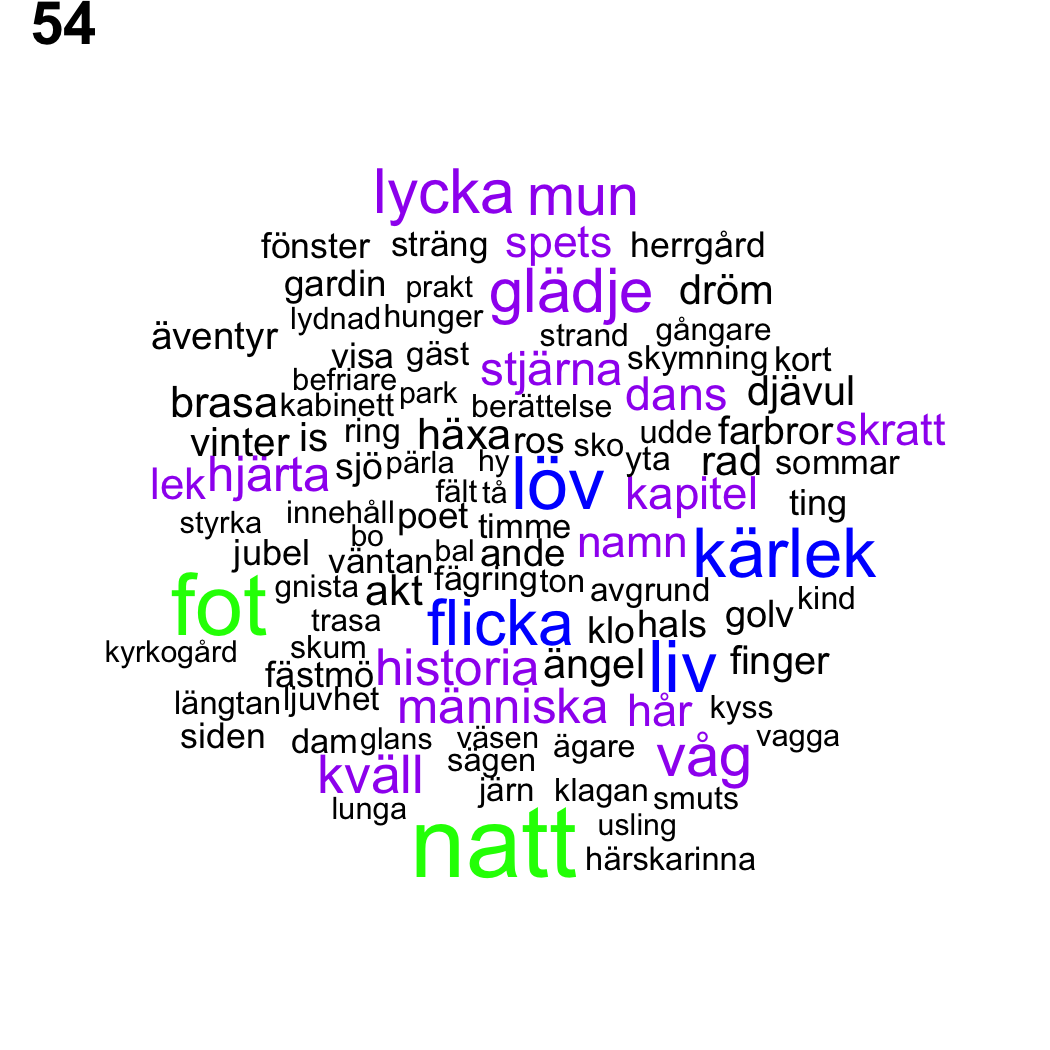 54
lycka mun
fönster sträng spets herrgård
gardin prakt glädje dröm
lydnad hunger
äventyr strand gångare
visa gäst stjärna skymning kort
befriare park dans djävul
brasa kabinett berättelse
vinter is ring häxa ros sko udde farbror skratt
lek hjärta sjö pärla hy löv yta rad sommar
fält tå kapitel ting
styrka innehåll poet timme
bo namn kärlek
jubel väntan bal ande
fot gnista akt fägring ton avgrund kind
trasa flicka klo hals golv
kyrkogård skum
fästmö historia ängel liv finger
längtan ljuvhet människa hår kyss
siden dam glans väsen ägare våg vagga
kväll sägen
järn klagan smuts
lunga
natt usling
härskarinna